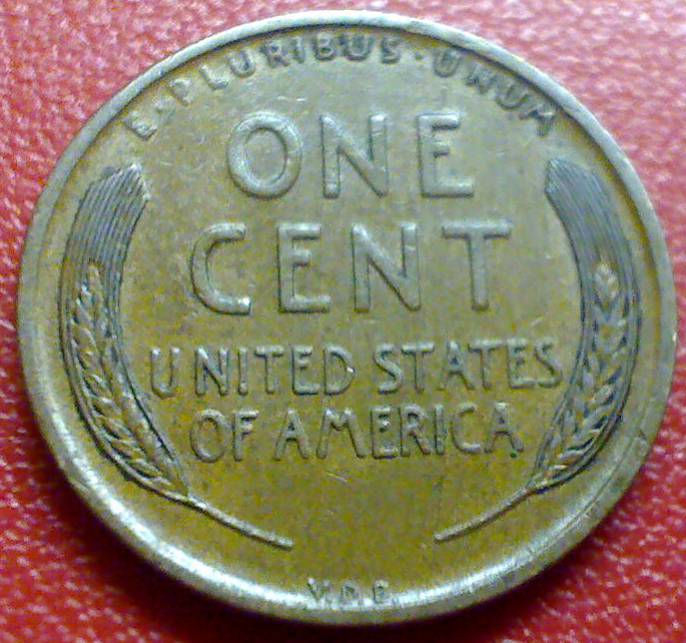 E·PLURIBUS·UNUM
ONE
CENT
UNITED STATES
OF AMERICA
V.D.B.